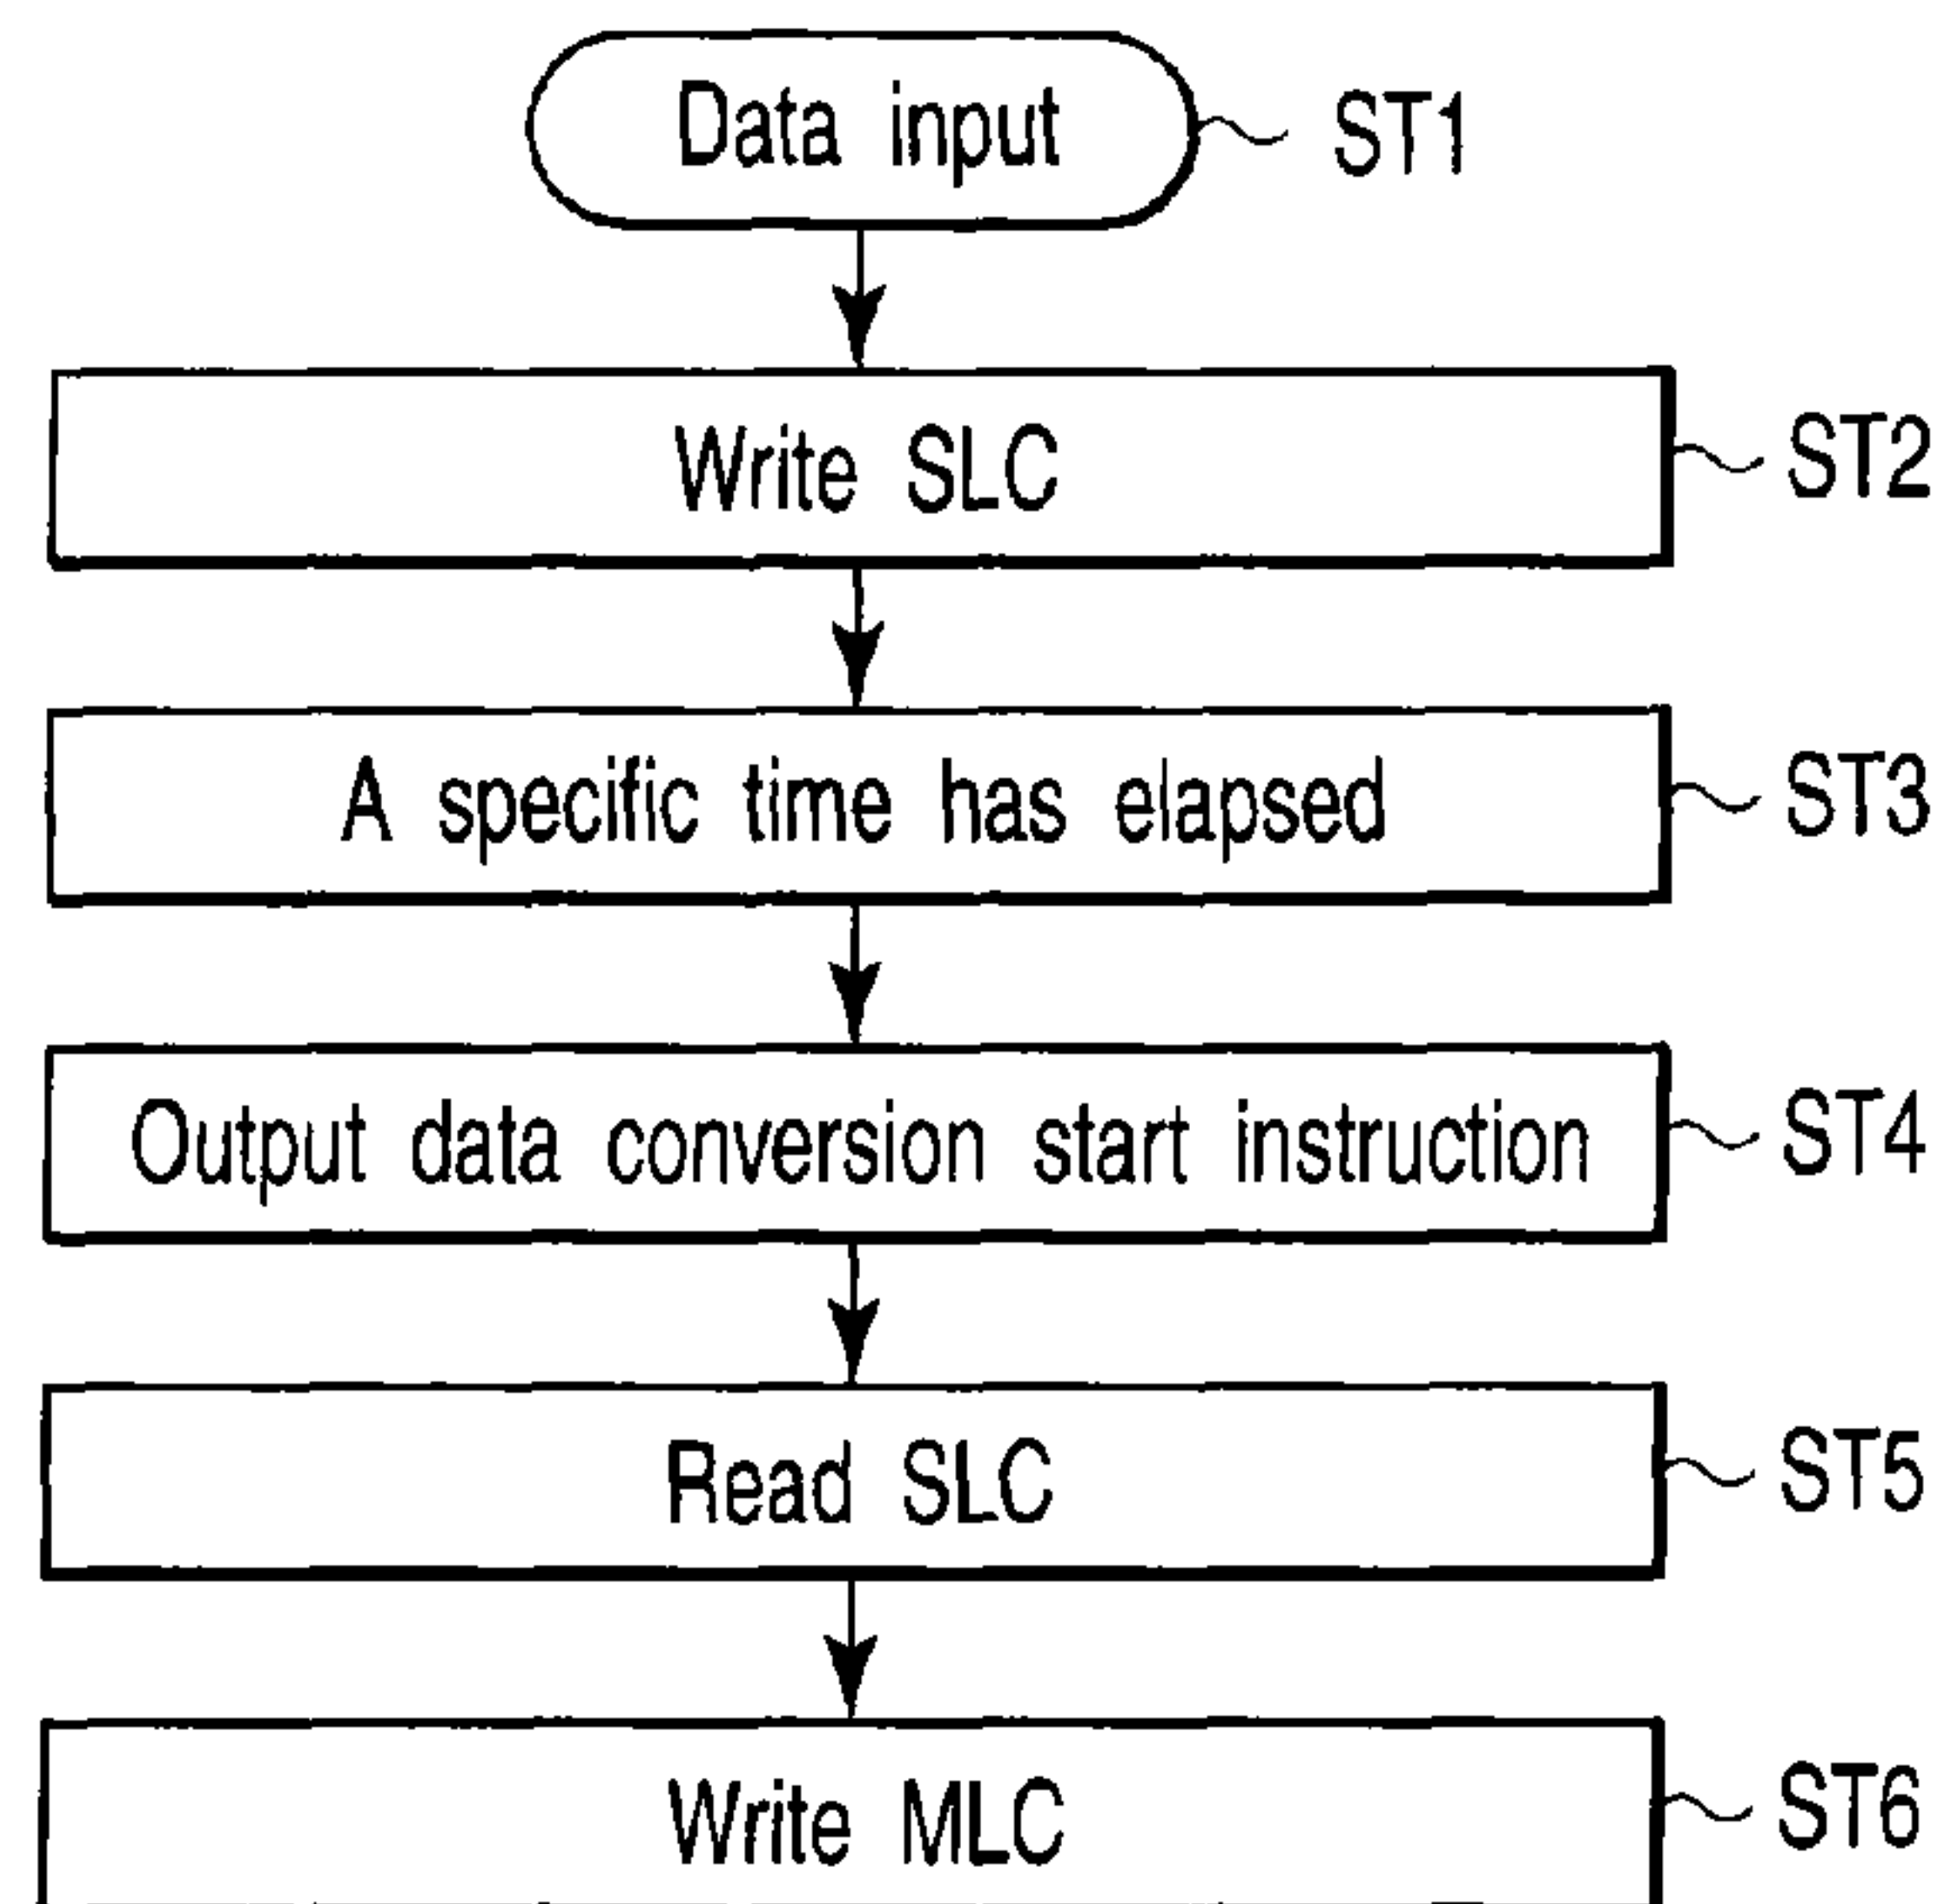 Data input ST1
Write SLC ST2
A specific time has elapsed ST3
Output data conversion start instruction ST4
Read SLC ST5
Write MLC ST6